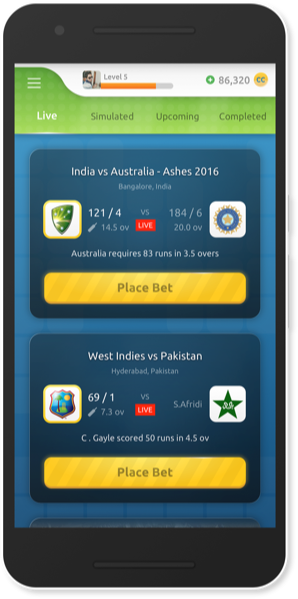 Level 5
86,320 CC
Live Simulated Upcoming Completed
India vs Australia - Ashes 2016
Bangalore, India
121 / 4 VS 184 / 6
14.5 ov LIVE 20.0 ov
Australia requires 83 runs in 3.5 overs
Place Bet
West Indies vs Pakistan
Hyderabad, Pakistan
69 / 1 VS S.Afridi
7.3 ov LIVE
C . Gayle scored 50 runs in 4.5 ov
Place Bet